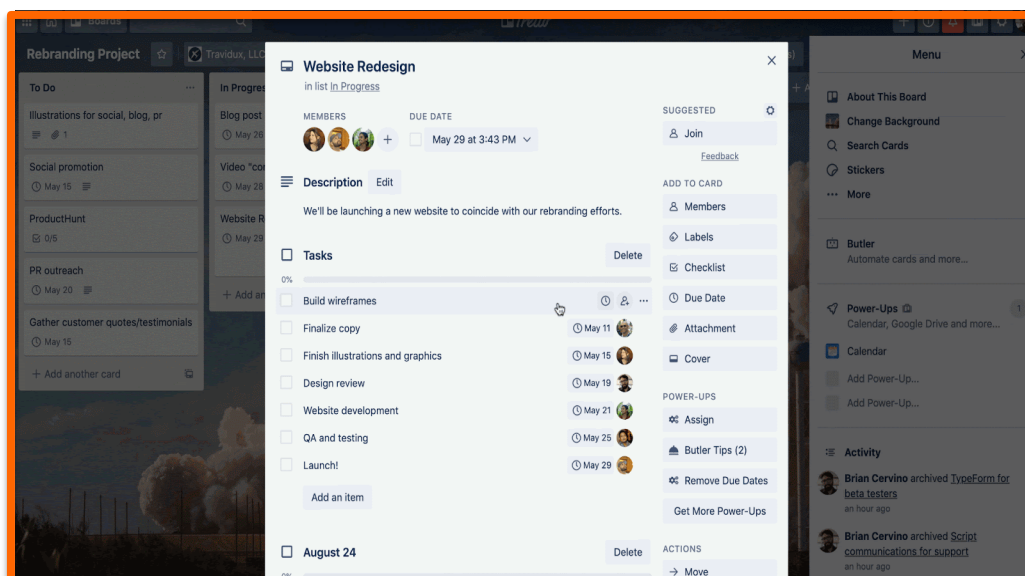 Boards
Trello
Rebranding Project
Travidux, LLC
Menu
To Do
Illustrations for social, blog, pr
1
Social promotion
May 15
ProductHunt
0/5
PR outreach
May 20
Gather customer quotes/testimonials
May 15
+ Add another card
In Progres
Blog post
May 26
Video "co
May 28
Website R
May 29
+ Add an
Website Redesign
in list In Progress
MEMBERS
DUE DATE
May 29 at 3:43 PM
Description
Edit
We'll be launching a new website to coincide with our rebranding efforts.
Tasks
Delete
0%
Build wireframes
Finalize copy
May 11
Finish illustrations and graphics
May 15
Design review
May 19
Website development
May 21
QA and testing
May 25
Launch!
May 29
Add an item
August 24
Delete
0%
SUGGESTED
Join
Feedback
ADD TO CARD
Members
Labels
Checklist
Due Date
Attachment
Cover
POWER-UPS
Assign
Butler Tips (2)
Remove Due Dates
Get More Power-Ups
ACTIONS
Move
About This Board
Change Background
Search Cards
Stickers
More
Butler
Automate cards and more...
Power-Ups
1
Calendar, Google Drive and more...
Calendar
Add Power-Up...
Add Power-Up...
Activity
Brian Cervino archived TypeForm for
beta testers
an hour ago
Brian Cervino archived Script
communications for support
an hour ago